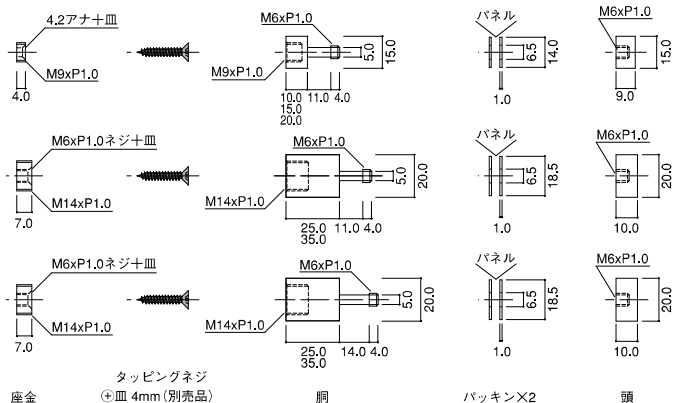 4.2アナ十皿
M9xP1.0
4.0
M6xP1.0
M9xP1.0
5.0
15.0
10.0 11.0 4.0
15.0
20.0
パネル
6.5
14.0
1.0
M6xP1.0
15.0
9.0
M6xP1.0ネジ十皿
M14xP1.0
7.0
M6xP1.0
M14xP1.0
5.0
20.0
25.0 11.0 4.0
35.0
パネル
6.5
18.5
1.0
M6xP1.0
20.0
10.0
M6xP1.0ネジ十皿
M14xP1.0
7.0
M6xP1.0
M14xP1.0
5.0
20.0
25.0 14.0 4.0
35.0
パネル
6.5
18.5
1.0
M6xP1.0
20.0
10.0
座金
タッピングネジ
⊕皿 4mm(別売品)
胴
パッキン×2
頭